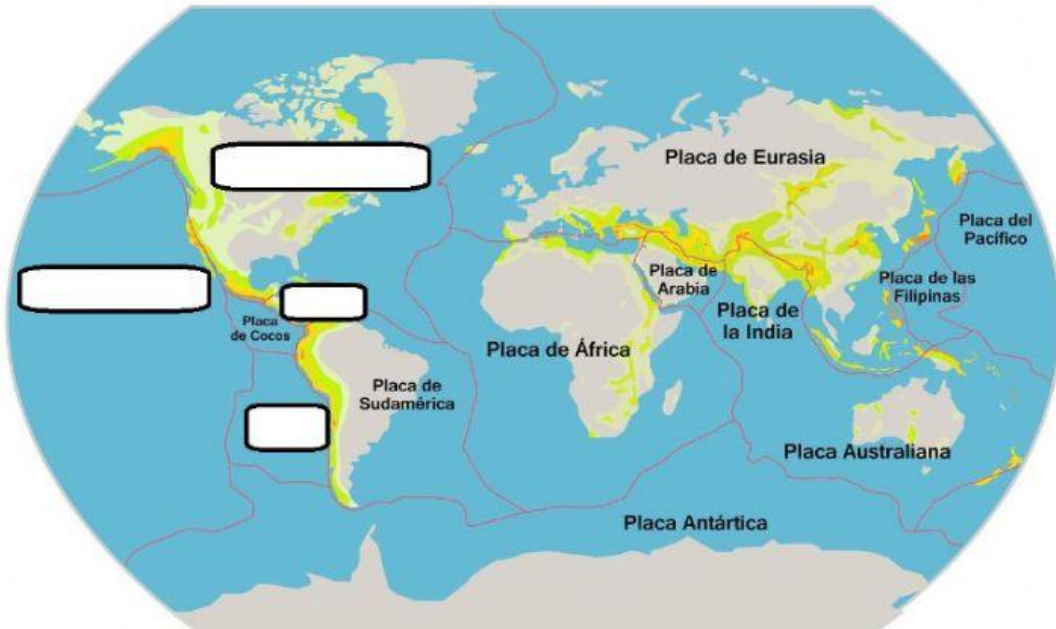 Placa de Eurasia
Placa del
Pacífico
Placa de
Arabia
Placa de las
Filipinas
Placa de
la India
Placa
de Cocos
Placa de África
Placa de
Sudamérica
Placa Australiana
Placa Antártica